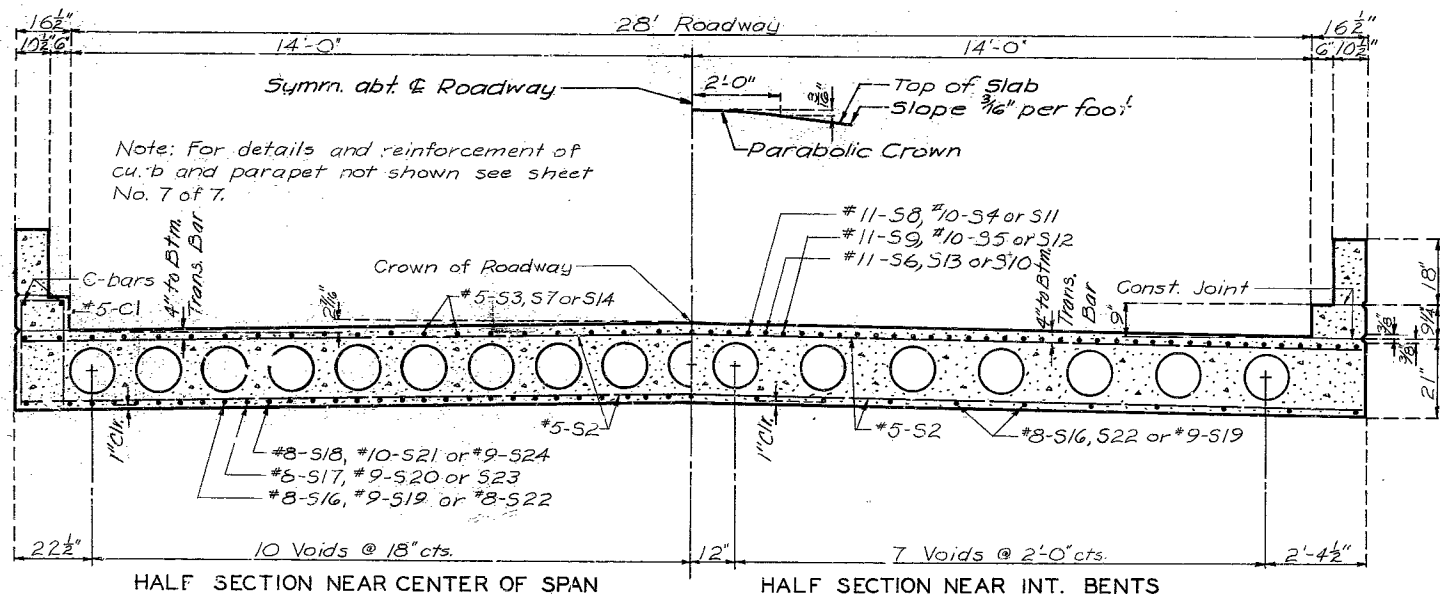 16½" 28' Roadway 16½"
10½" 6" 14'-0" 14'-0" 6" 10½"
Symm. abt. ℄ Roadway
2'-0"
Top of Slab
Slope 3/16" per foot
Parabolic Crown
Note: For details and reinforcement of
cu.b and parapet not shown see sheet
No. 7 of 7.
4" to Btm.
Trans. Bar
C-bars
#5-C1
Crown of Roadway
2 3/16"
#5-S3, S7 or S14
#11-S8, #10-S4 or S11
#11-S9, #10-S5 or S12
#11-S6, S13 or S10
4" to Btm.
Trans.
Bar
9"
Const. Joint
18"
9¼"
21"
1" Clr.
#5-S2
1" Clr.
#5-S2
#8-S16, S22 or #9-S19
#8-S18, #10-S21 or #9-S24
#8-S17, #9-S20 or S23
#8-S16, #9-S19 or #8-S22
22½" 10 Voids @ 18" cts. 12" 7 Voids @ 2'-0" cts. 2'-4½"
HALF SECTION NEAR CENTER OF SPAN HALF SECTION NEAR INT. BENTS